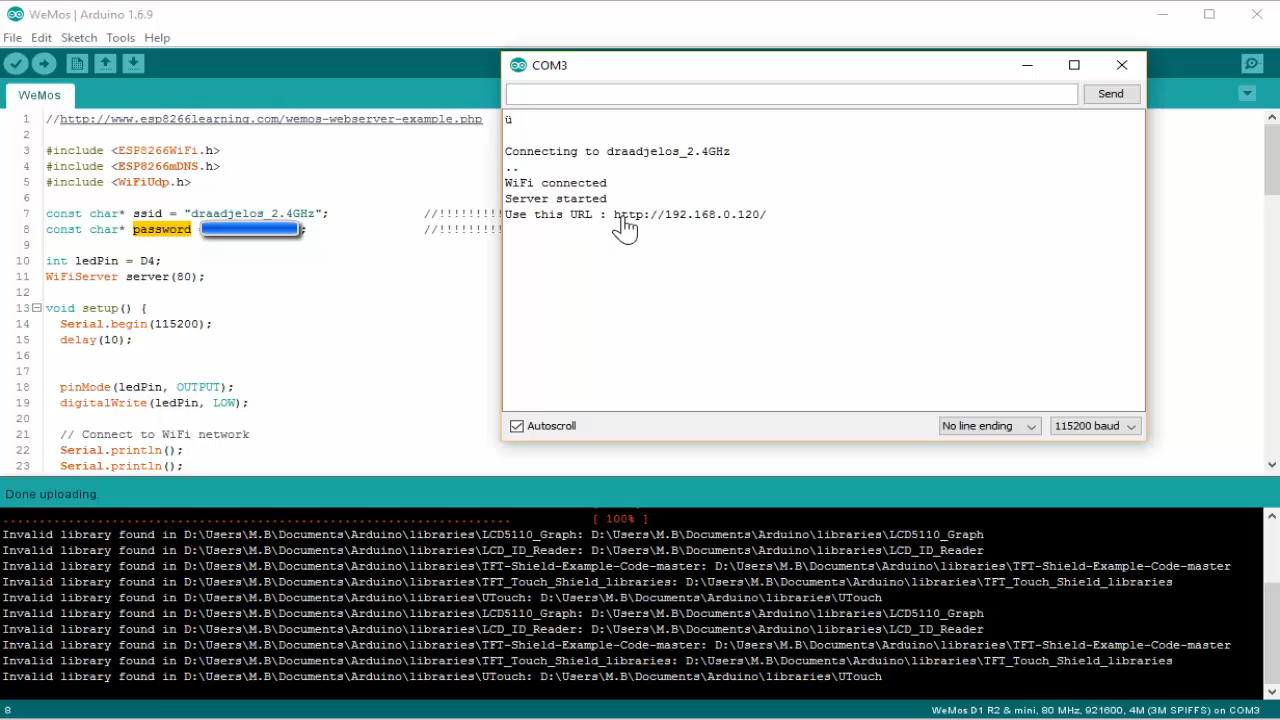 WeMos | Arduino 1.6.9
File Edit Sketch Tools Help
WeMos
1 //http://www.esp8266learning.com/wemos-webserver-example.php
2
3 #include <ESP8266WiFi.h>
4 #include <ESP8266mDNS.h>
5 #include <WiFiUdp.h>
6
7 const char* ssid = "draadjelos_2.4GHz"; //!!!!!!!!!
8 const char* password ; //!!!!!!!!!
9
10 int ledPin = D4;
11 WiFiServer server(80);
12
13 void setup() {
14 Serial.begin(115200);
15 delay(10);
16
17
18 pinMode(ledPin, OUTPUT);
19 digitalWrite(ledPin, LOW);
20
21 // Connect to WiFi network
22 Serial.println();
23 Serial.println();
COM3
Send
ü
Connecting to draadjelos_2.4GHz
..
WiFi connected
Server started
Use this URL : http://192.168.0.120/
Autoscroll No line ending 115200 baud
Done uploading.
...................................................................... [ 100% ]
Invalid library found in D:\Users\M.B\Documents\Arduino\libraries\LCD5110_Graph: D:\Users\M.B\Documents\Arduino\libraries\LCD5110_Graph
Invalid library found in D:\Users\M.B\Documents\Arduino\libraries\LCD_ID_Reader: D:\Users\M.B\Documents\Arduino\libraries\LCD_ID_Reader
Invalid library found in D:\Users\M.B\Documents\Arduino\libraries\TFT-Shield-Example-Code-master: D:\Users\M.B\Documents\Arduino\libraries\TFT-Shield-Example-Code-master
Invalid library found in D:\Users\M.B\Documents\Arduino\libraries\TFT_Touch_Shield_libraries: D:\Users\M.B\Documents\Arduino\libraries\TFT_Touch_Shield_libraries
Invalid library found in D:\Users\M.B\Documents\Arduino\libraries\UTouch: D:\Users\M.B\Documents\Arduino\libraries\UTouch
Invalid library found in D:\Users\M.B\Documents\Arduino\libraries\LCD5110_Graph: D:\Users\M.B\Documents\Arduino\libraries\LCD5110_Graph
Invalid library found in D:\Users\M.B\Documents\Arduino\libraries\LCD_ID_Reader: D:\Users\M.B\Documents\Arduino\libraries\LCD_ID_Reader
Invalid library found in D:\Users\M.B\Documents\Arduino\libraries\TFT-Shield-Example-Code-master: D:\Users\M.B\Documents\Arduino\libraries\TFT-Shield-Example-Code-master
Invalid library found in D:\Users\M.B\Documents\Arduino\libraries\TFT_Touch_Shield_libraries: D:\Users\M.B\Documents\Arduino\libraries\TFT_Touch_Shield_libraries
Invalid library found in D:\Users\M.B\Documents\Arduino\libraries\UTouch: D:\Users\M.B\Documents\Arduino\libraries\UTouch
8 WeMos D1 R2 & mini, 80 MHz, 921600, 4M (3M SPIFFS) on COM3